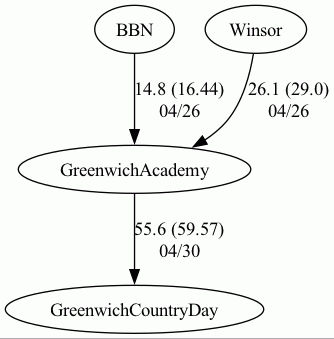 BBN
Winsor
14.8 (16.44)
04/26
26.1 (29.0)
04/26
GreenwichAcademy
55.6 (59.57)
04/30
GreenwichCountryDay